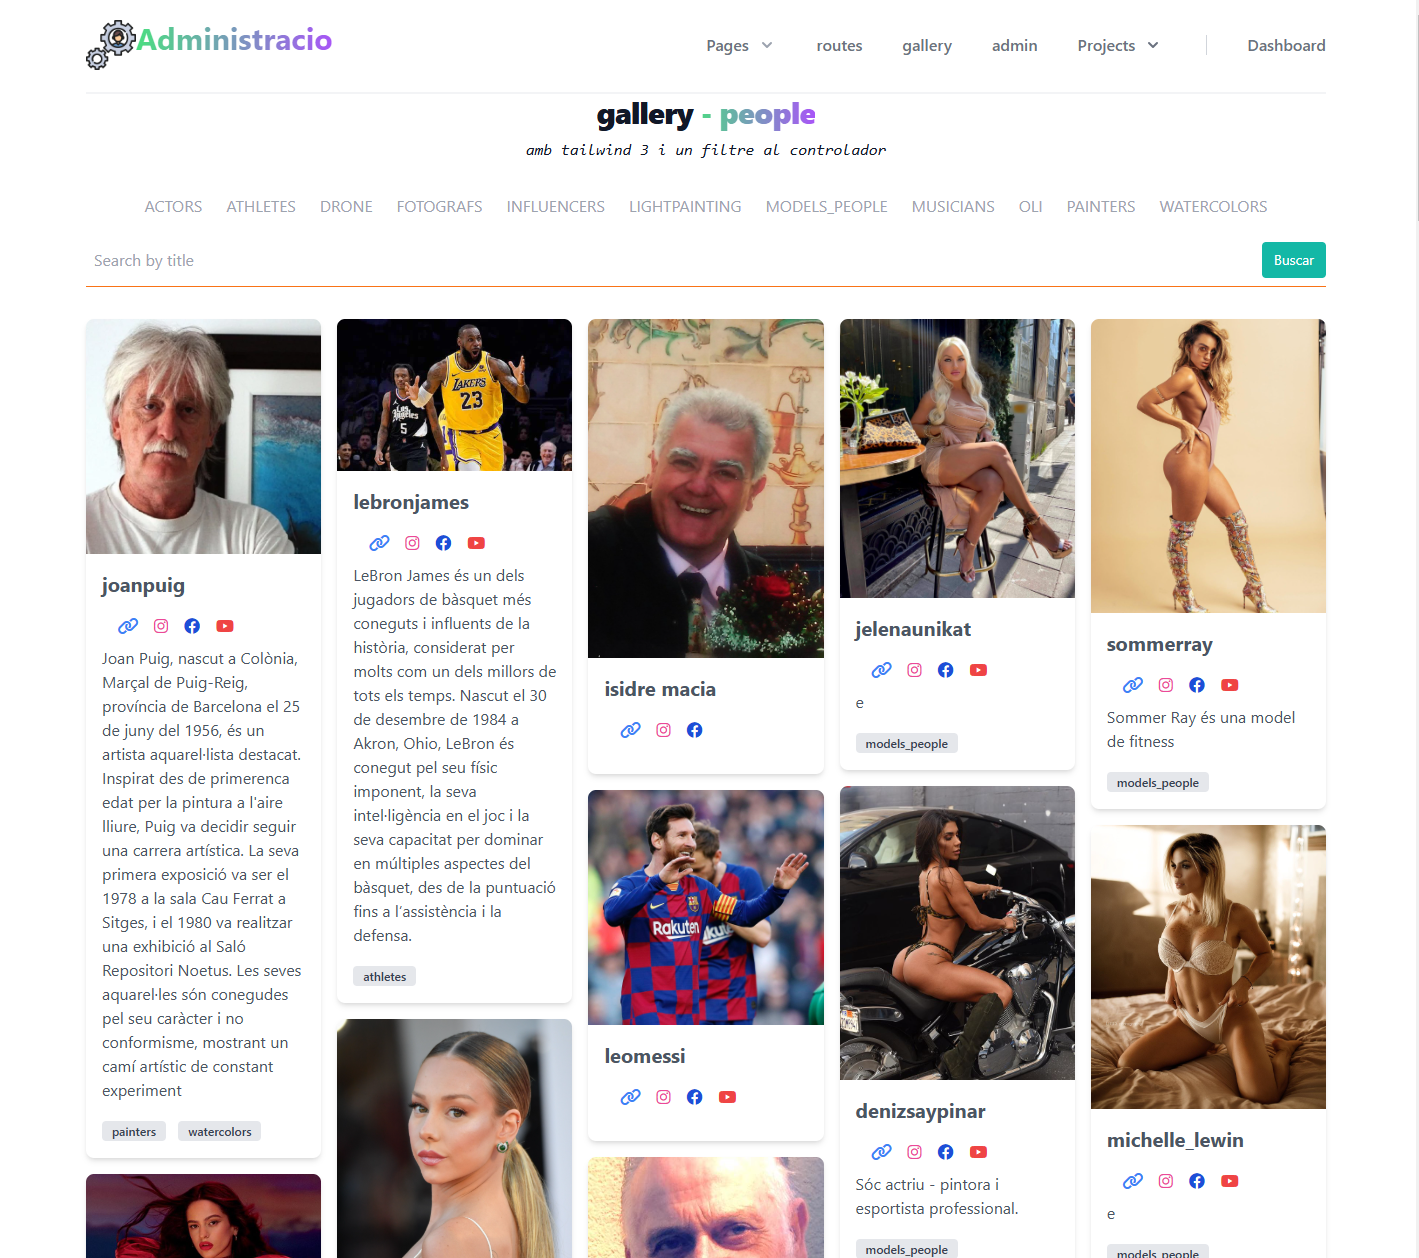 Administracio
Pages
routes
gallery
admin
Projects
Dashboard
gallery - people
amb tailwind 3 i un filtre al controlador
ACTORS
ATHLETES
DRONE
FOTOGRAFS
INFLUENCERS
LIGHTPAINTING
MODELS_PEOPLE
MUSICIANS
OLI
PAINTERS
WATERCOLORS
Search by title
Buscar
joanpuig
Joan Puig, nascut a Colònia,
Marçal de Puig-Reig,
província de Barcelona el 25
de juny del 1956, és un
artista aquarel·lista destacat.
Inspirat des de primerenca
edat per la pintura a l'aire
lliure, Puig va decidir seguir
una carrera artística. La seva
primera exposició va ser el
1978 a la sala Cau Ferrat a
Sitges, i el 1980 va realitzar
una exhibició al Saló
Repositori Noetus. Les seves
aquarel·les són conegudes
pel seu caràcter i no
conformisme, mostrant un
camí artístic de constant
experiment
painters
watercolors
LAKERS
23
Los Angeles
5
lebronjames
LeBron James és un dels
jugadors de bàsquet més
coneguts i influents de la
història, considerat per
molts com un dels millors de
tots els temps. Nascut el 30
de desembre de 1984 a
Akron, Ohio, LeBron és
conegut pel seu físic
imponent, la seva
intel·ligència en el joc i la
seva capacitat per dominar
en múltiples aspectes del
bàsquet, des de la puntuació
fins a l'assistència i la
defensa.
athletes
isidre macia
Rakuten
Rakuten
leomessi
jelenaunikat
e
models_people
denizsaypinar
Sóc actriu - pintora i
esportista professional.
models_people
sommerray
Sommer Ray és una model
de fitness
models_people
michelle_lewin
e
models_people